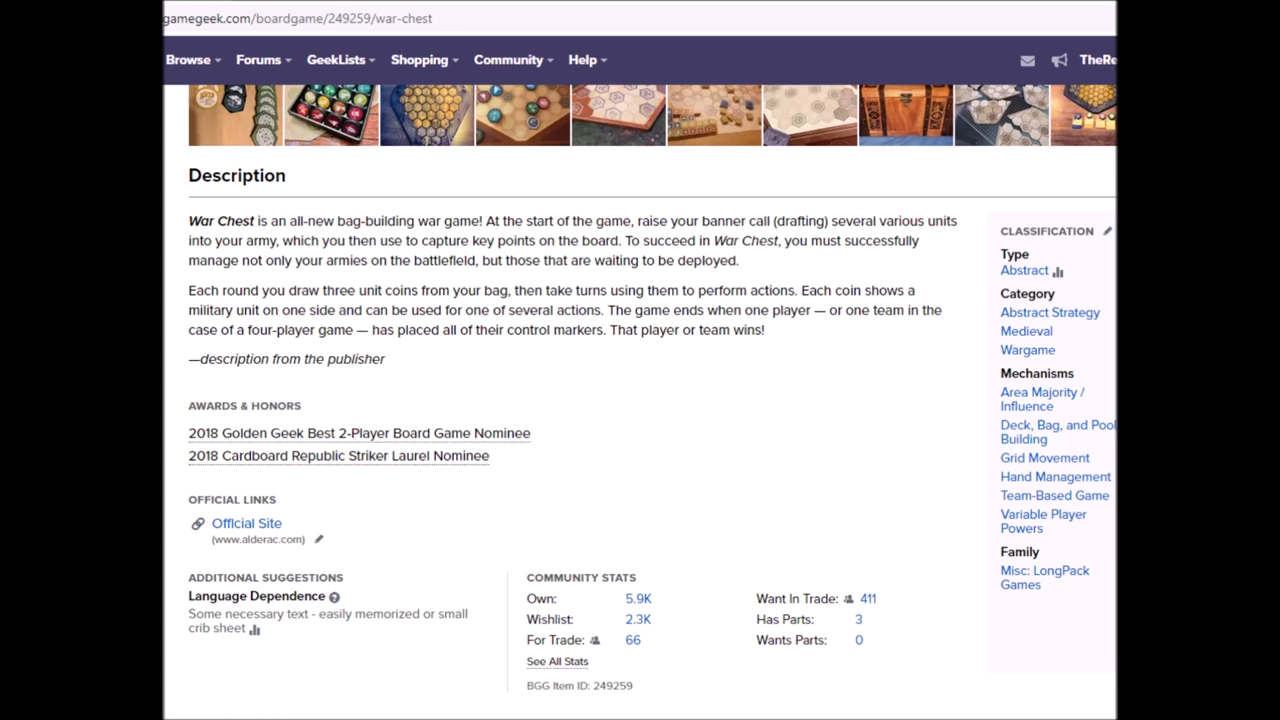 gamegeek.com/boardgame/249259/war-chest
Browse Forums GeekLists Shopping Community Help TheRe
Description
War Chest is an all-new bag-building war game! At the start of the game, raise your banner call (drafting) several various units
into your army, which you then use to capture key points on the board. To succeed in War Chest, you must successfully
manage not only your armies on the battlefield, but those that are waiting to be deployed.
Each round you draw three unit coins from your bag, then take turns using them to perform actions. Each coin shows a
military unit on one side and can be used for one of several actions. The game ends when one player — or one team in the
case of a four-player game — has placed all of their control markers. That player or team wins!
—description from the publisher
AWARDS & HONORS
2018 Golden Geek Best 2-Player Board Game Nominee
2018 Cardboard Republic Striker Laurel Nominee
OFFICIAL LINKS
Official Site
(www.alderac.com)
ADDITIONAL SUGGESTIONS
Language Dependence ?
Some necessary text - easily memorized or small
crib sheet
COMMUNITY STATS
Own: 5.9K
Wishlist: 2.3K
For Trade: 66
See All Stats
BGG Item ID: 249259
Want In Trade: 411
Has Parts: 3
Wants Parts: 0
CLASSIFICATION
Type
Abstract
Category
Abstract Strategy
Medieval
Wargame
Mechanisms
Area Majority /
Influence
Deck, Bag, and Pool
Building
Grid Movement
Hand Management
Team-Based Game
Variable Player
Powers
Family
Misc: LongPack
Games